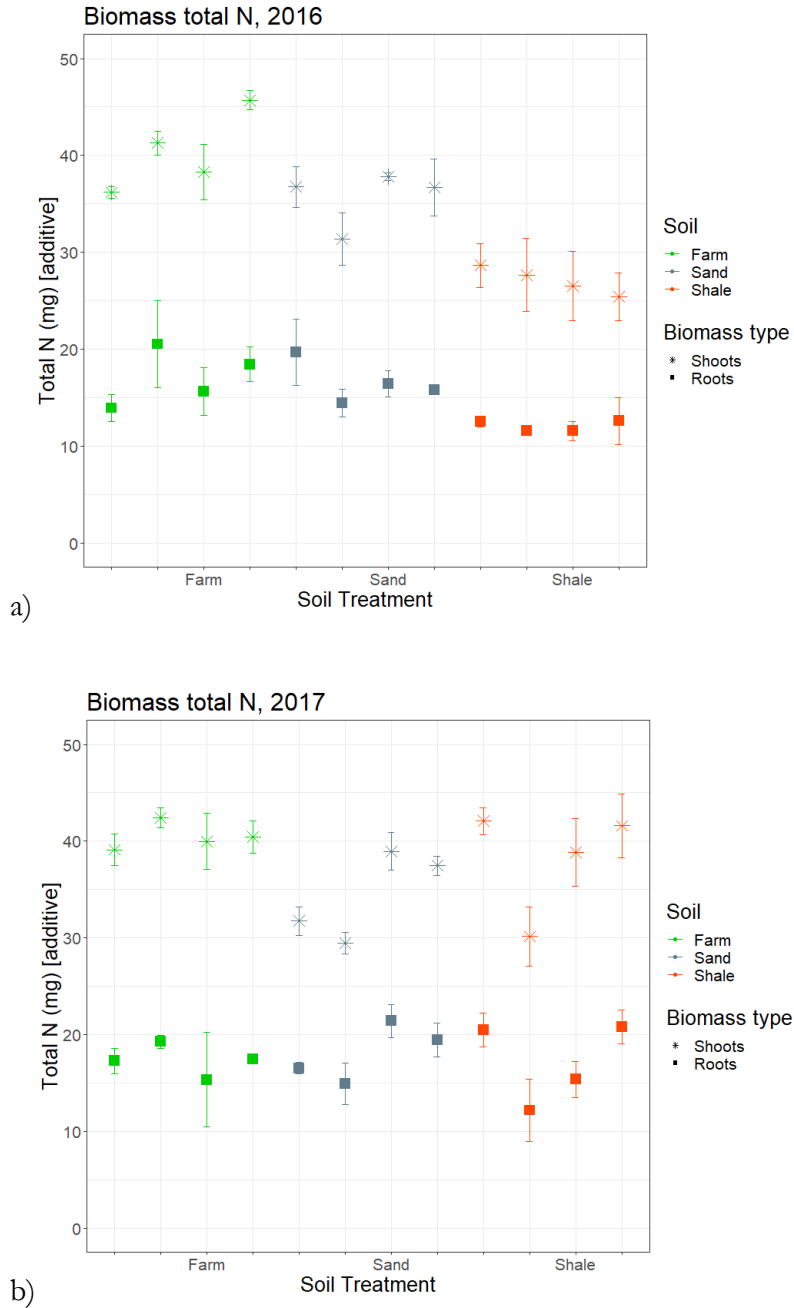 Biomass total N, 2016
Total N (mg) [additive]
50
40
30
20
10
0
Farm Sand Shale
Soil Treatment
Soil
Farm
Sand
Shale
Biomass type
Shoots
Roots
a)
Biomass total N, 2017
Total N (mg) [additive]
50
40
30
20
10
0
Farm Sand Shale
Soil Treatment
Soil
Farm
Sand
Shale
Biomass type
Shoots
Roots
b)